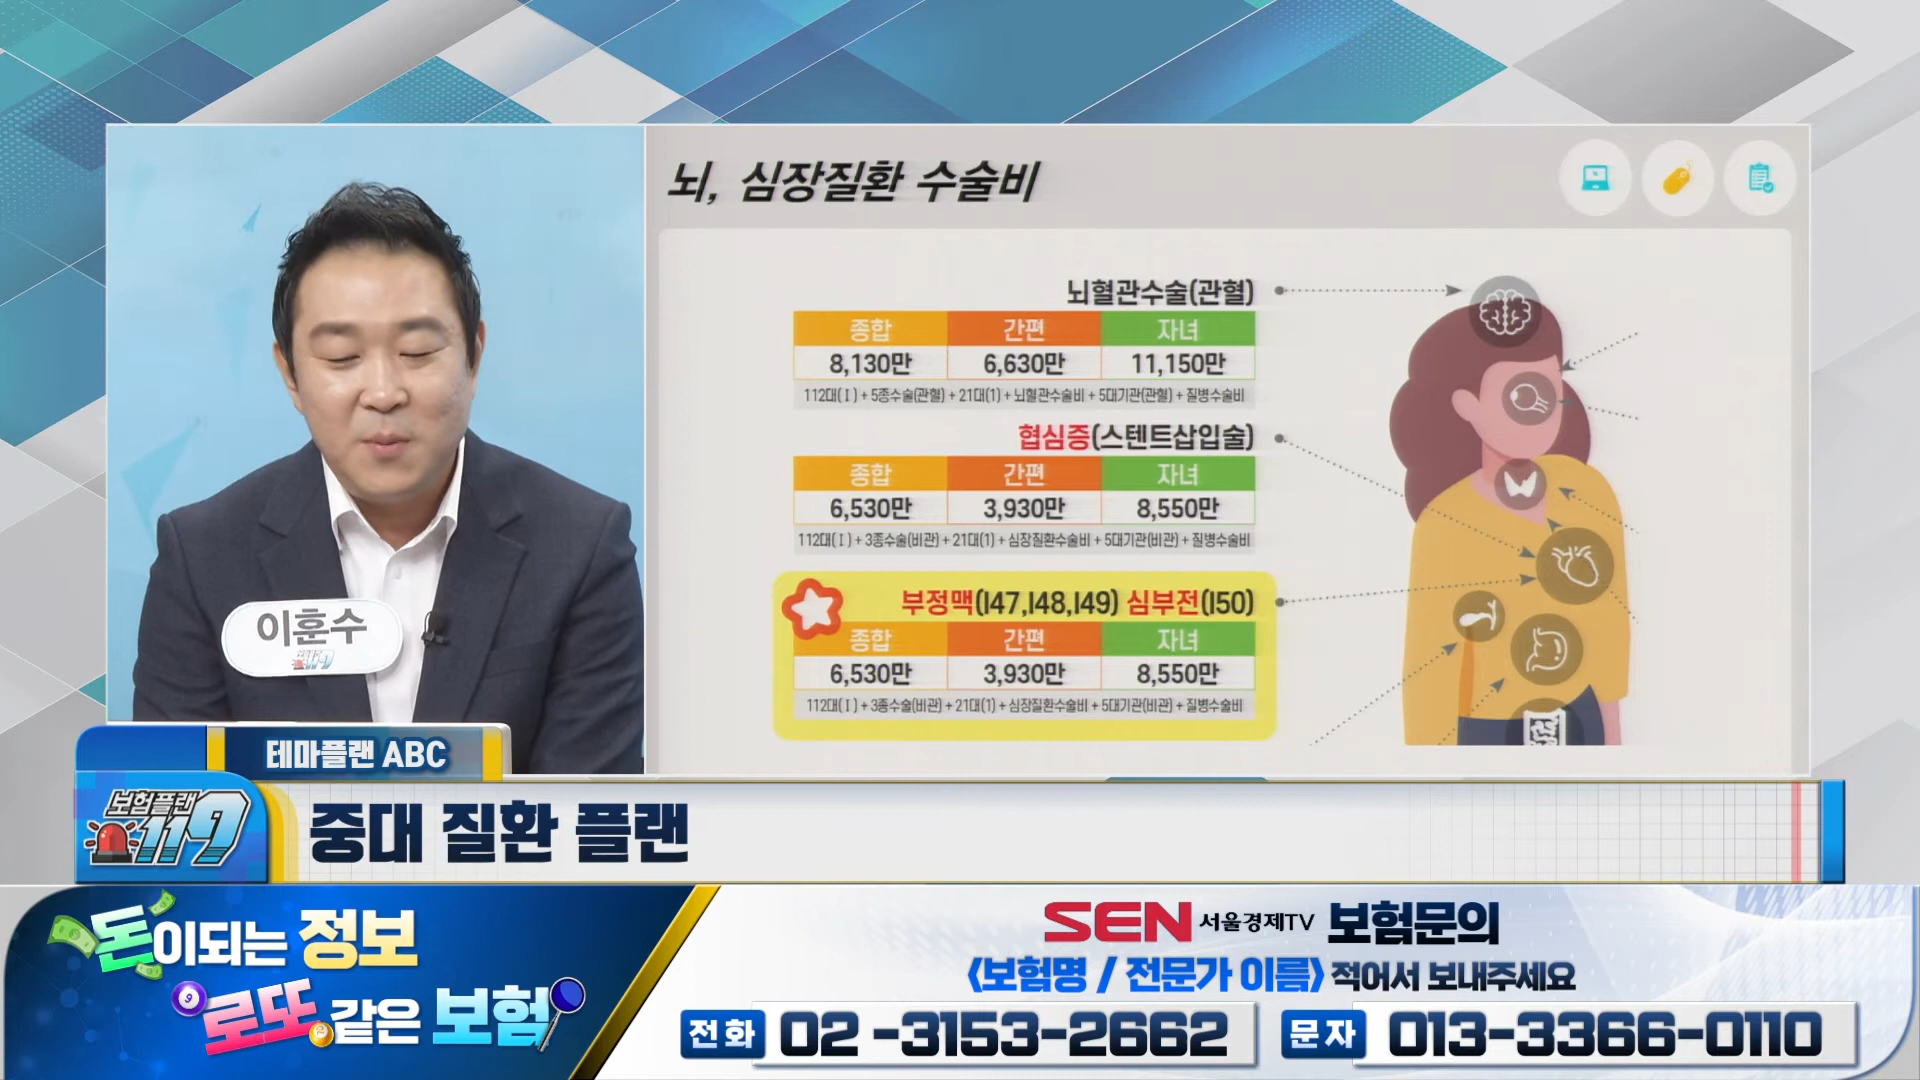 뇌, 심장질환 수술비
뇌혈관수술(관혈)
종합 간편 자녀
8,130만 6,630만 11,150만
112대(Ⅰ) + 5종수술(관혈) + 21대(1) + 뇌혈관수술비 + 5대기관(관혈) + 질병수술비
협심증(스텐트삽입술)
종합 간편 자녀
6,530만 3,930만 8,550만
112대(Ⅰ) + 3종수술(비관) + 21대(1) + 심장질환수술비 + 5대기관(비관) + 질병수술비
부정맥(I47,I48,I49) 심부전(I50)
종합 간편 자녀
6,530만 3,930만 8,550만
112대(Ⅰ) + 3종수술(비관) + 21대(1) + 심장질환수술비 + 5대기관(비관) + 질병수술비
이훈수
119
테마플랜 ABC
보험플랜
119
중대 질환 플랜
돈이되는 정보
9
로또 같은 보험
SEN 서울경제TV 보험문의
〈보험명 / 전문가 이름〉 적어서 보내주세요
전화 02 -3153-2662 문자 013-3366-0110